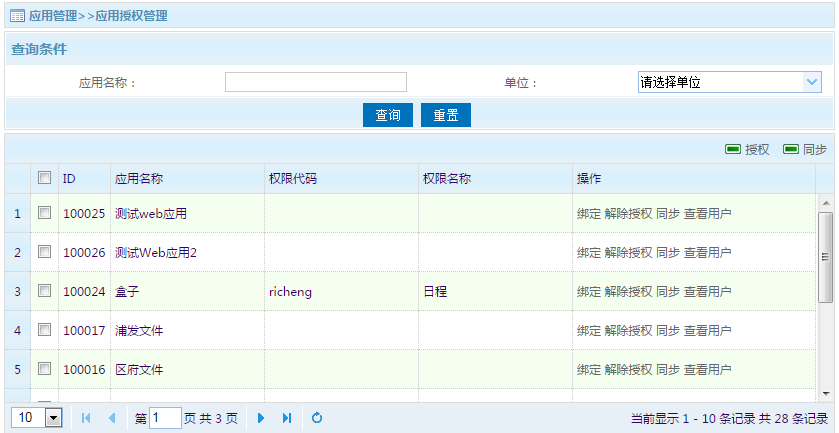 应用管理>>应用授权管理
查询条件
应用名称： 单位： 请选择单位
查询 重置
授权 同步
ID 应用名称 权限代码 权限名称 操作
1 100025 测试web应用 绑定 解除授权 同步 查看用户
2 100026 测试Web应用2 绑定 解除授权 同步 查看用户
3 100024 盒子 richeng 日程 绑定 解除授权 同步 查看用户
4 100017 浦发文件 绑定 解除授权 同步 查看用户
5 100016 区府文件 绑定 解除授权 同步 查看用户
10 第 1 页 共 3 页 当前显示 1 - 10 条记录 共 28 条记录